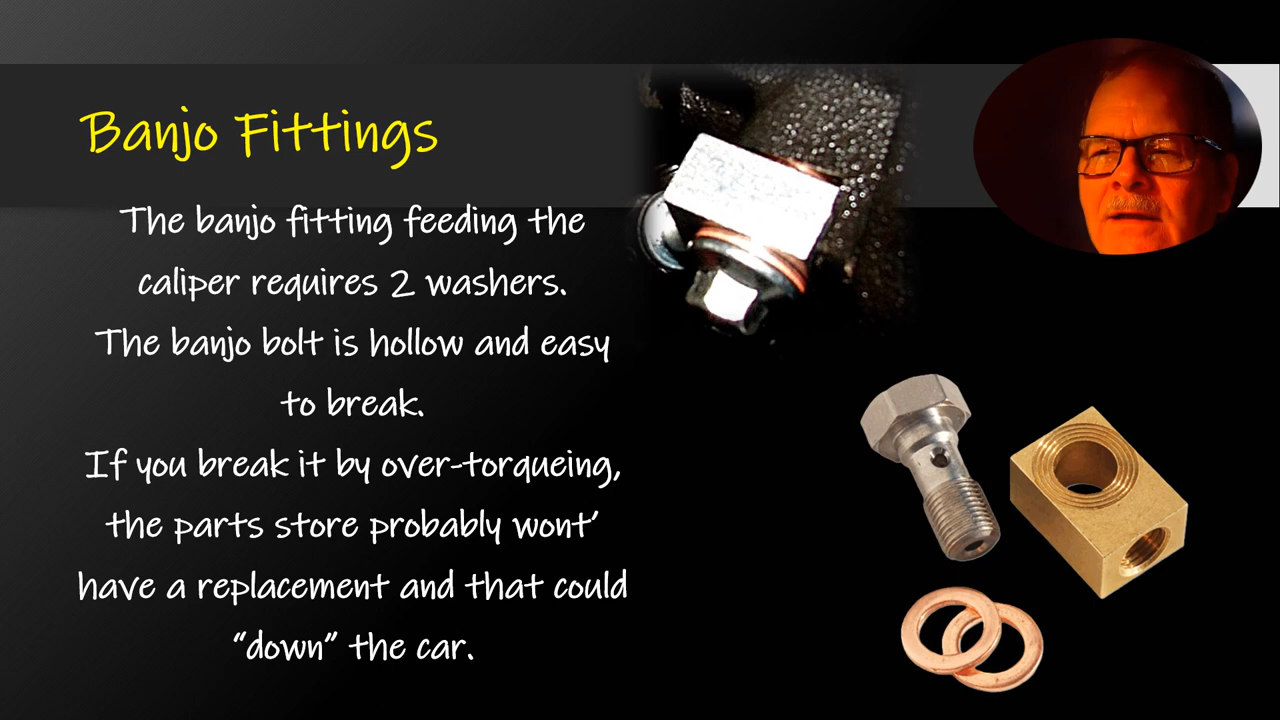 Banjo Fittings
The banjo fitting feeding the
caliper requires 2 washers.
The banjo bolt is hollow and easy
to break.
If you break it by over-torqueing,
the parts store probably wont’
have a replacement and that could
“down” the car.